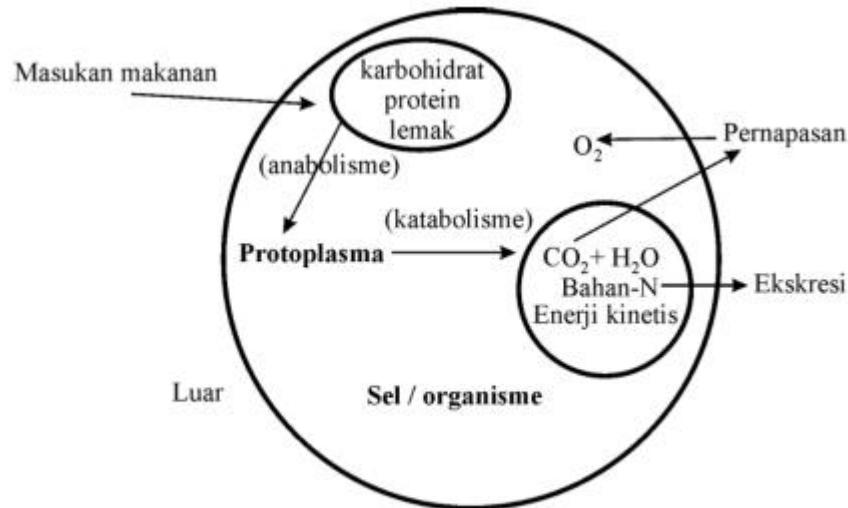 Masukan makanan
karbohidrat
protein
lemak
(anabolisme)
O₂
Pernapasan
(katabolisme)
Protoplasma
CO₂+ H₂O
Bahan-N
Enerji kinetis
Ekskresi
Luar
Sel / organisme